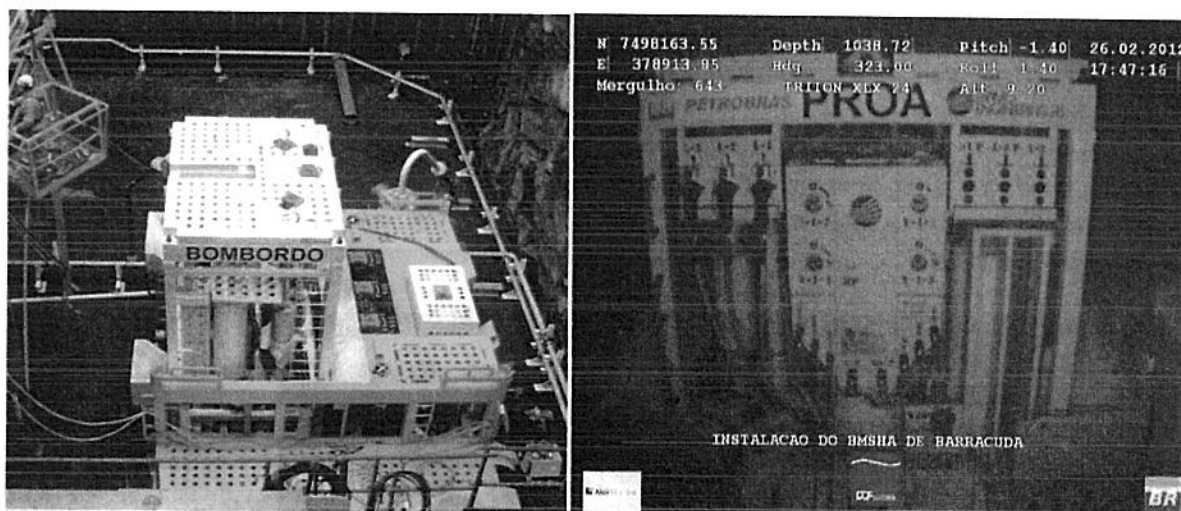 BOMBORDO
N 7498163.55 Depth 1038.72 Pitch -1.40 26.02.2012
E 378913.85 Hdg 323.00 Roll 1.40 17:47:16
Mergulho: 643 TRITON XLX 24 Alt 9.20
PETROBRAS PROA
INSTALACAO DO BMSHA DE BARRACUDA
BR